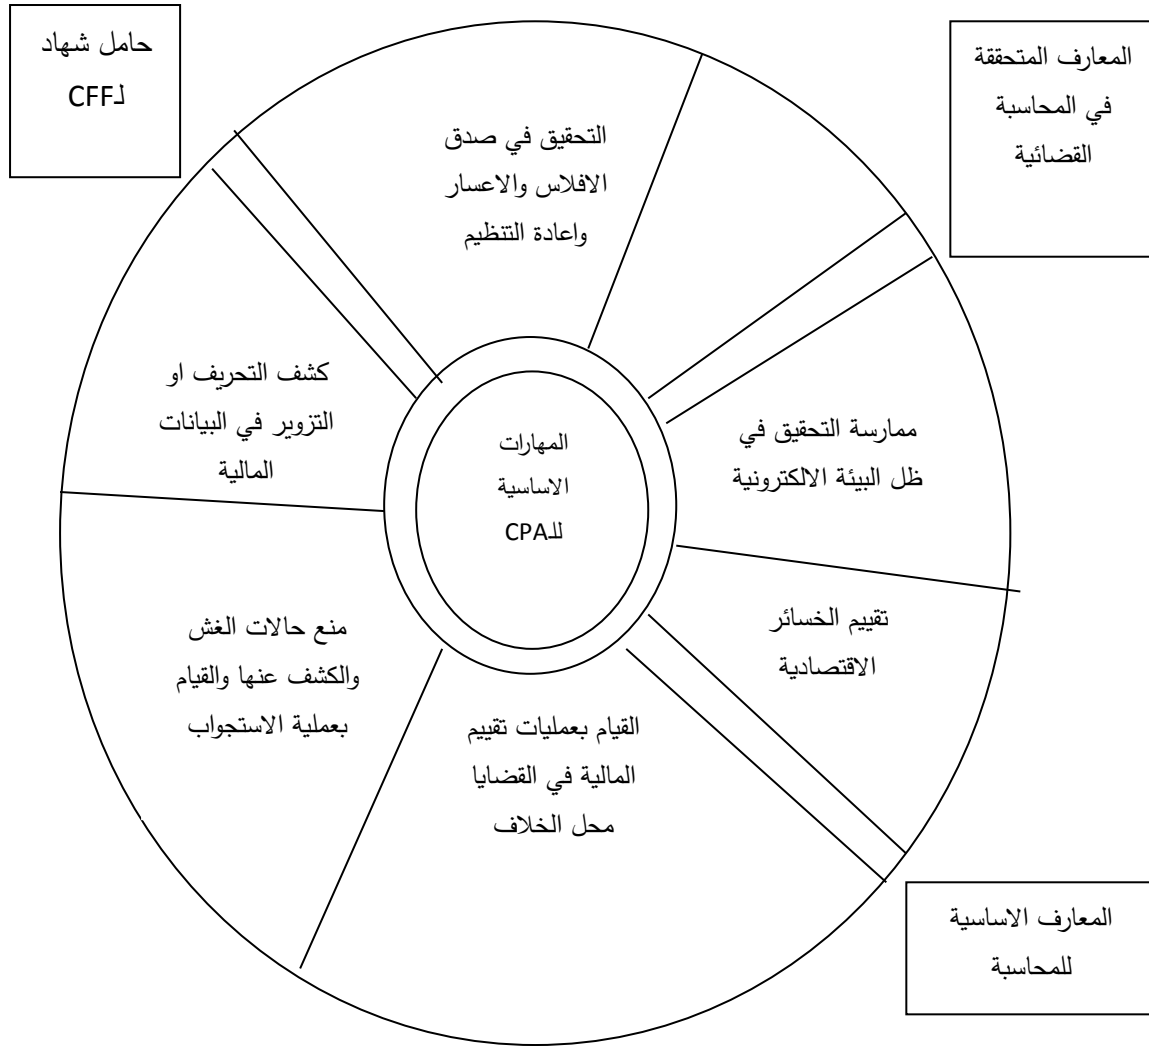 حامل شهاد
لـCFF
المعارف المتحققة
في المحاسبة
القضائية
التحقيق في صدق
الافلاس والاعسار
واعادة التنظيم
كشف التحريف او
التزوير في البيانات
المالية
ممارسة التحقيق في
ظل البيئة الالكترونية
المهارات
الاساسية
للـCPA
تقييم الخسائر
الاقتصادية
منع حالات الغش
والكشف عنها والقيام
بعملية الاستجواب
القيام بعمليات تقييم
المالية في القضايا
محل الخلاف
المعارف الاساسية
للمحاسبة